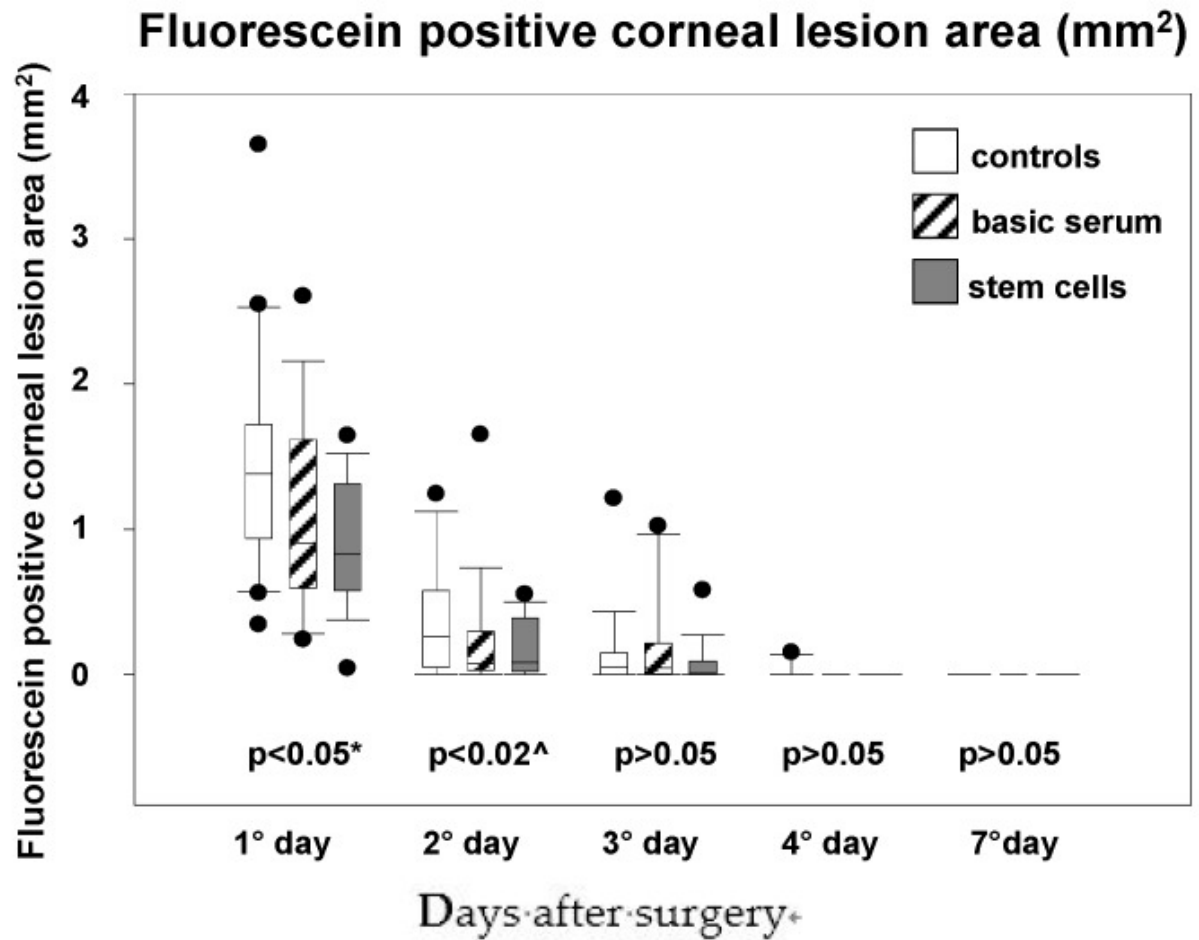 Fluorescein positive corneal lesion area (mm²)
Fluorescein positive corneal lesion area (mm²)
4
3
2
1
0
controls
basic serum
stem cells
p<0.05* p<0.02^ p>0.05 p>0.05 p>0.05
1° day 2° day 3° day 4° day 7°day
Days·after·surgery↵